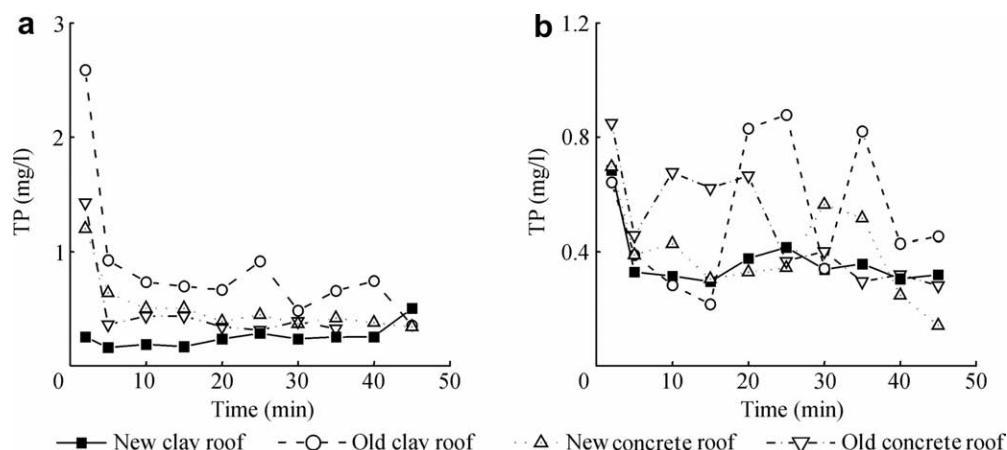 a
3
2
1
0
TP (mg/l)
10 20 30 40 50
Time (min)
b
1.2
0.8
0.4
0
TP (mg/l)
10 20 30 40 50
Time (min)
New clay roof Old clay roof New concrete roof Old concrete roof